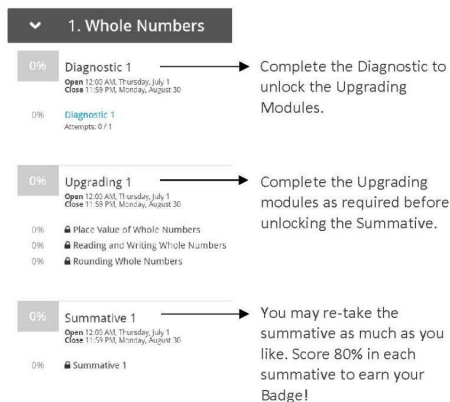 1. Whole Numbers
0%
Diagnostic 1
Open 12:00 AM, Thursday, July 1
Close 11:59 PM, Monday, August 30
0%
Diagnostic 1
Attempts: 0 / 1
Complete the Diagnostic to
unlock the Upgrading
Modules.
0%
Upgrading 1
Open 12:00 AM, Thursday, July 1
Close 11:59 PM, Monday, August 30
0% Place Value of Whole Numbers
0% Reading and Writing Whole Numbers
0% Rounding Whole Numbers
Complete the Upgrading
modules as required before
unlocking the Summative.
0%
Summative 1
Open 12:00 AM, Thursday, July 1
Close 11:59 PM, Monday, August 30
0% Summative 1
You may re-take the
summative as much as you
like. Score 80% in each
summative to earn your
Badge!